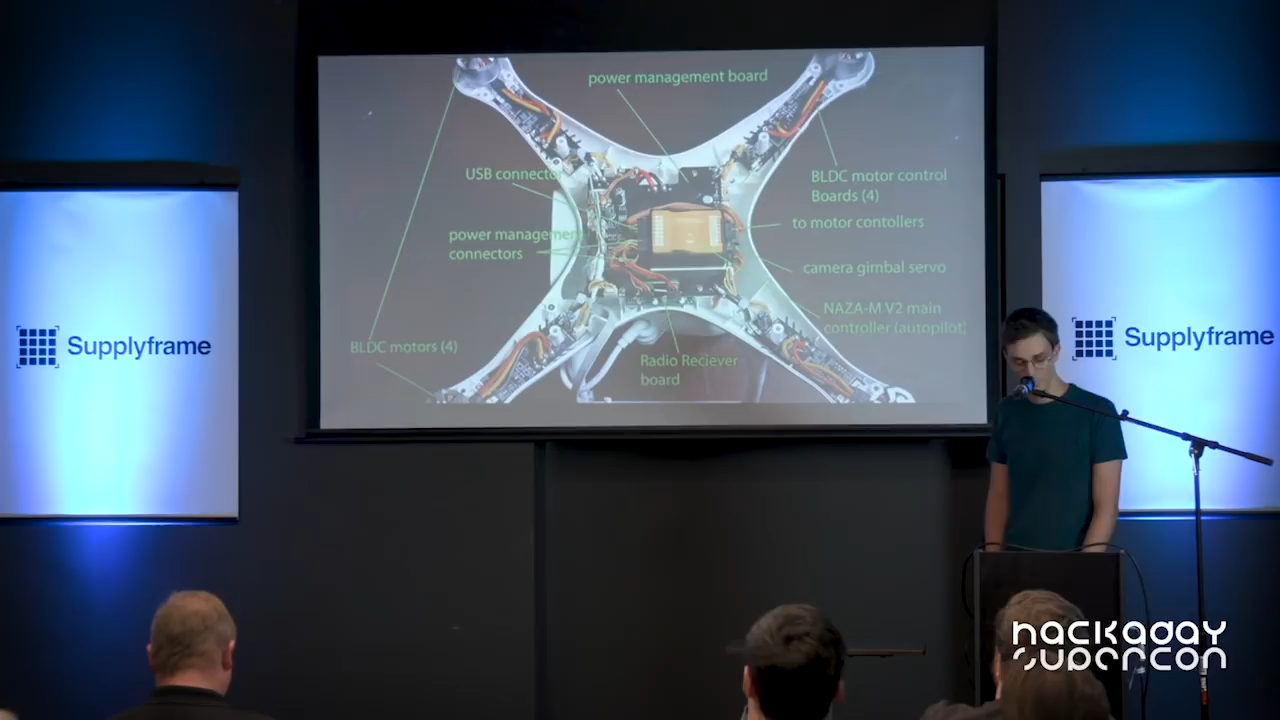 power management board
USB connector
BLDC motor control
Boards (4)
to motor contollers
power management
connectors
camera gimbal servo
NAZA-M V2 main
controller (autopilot)
BLDC motors (4)
Radio Reciever
board
Supplyframe
Supplyframe
hackaday
supercon